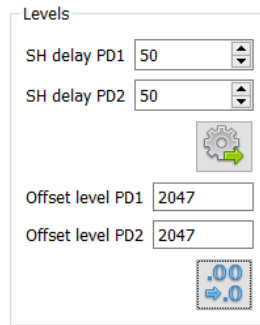 Levels
SH delay PD1 50
SH delay PD2 50
Offset level PD1 2047
Offset level PD2 2047
.00
.0